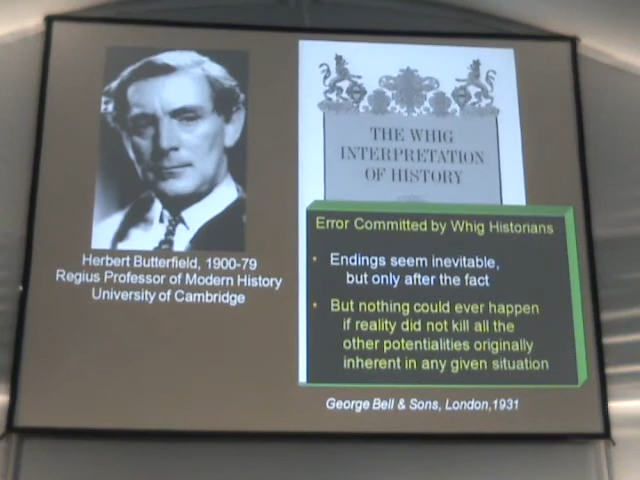 THE WHIG
INTERPRETATION
OF HISTORY
Error Committed by Whig Historians
• Endings seem inevitable,
but only after the fact
• But nothing could ever happen
if reality did not kill all the
other potentialities originally
inherent in any given situation
George Bell & Sons, London,1931
Herbert Butterfield, 1900-79
Regius Professor of Modern History
University of Cambridge